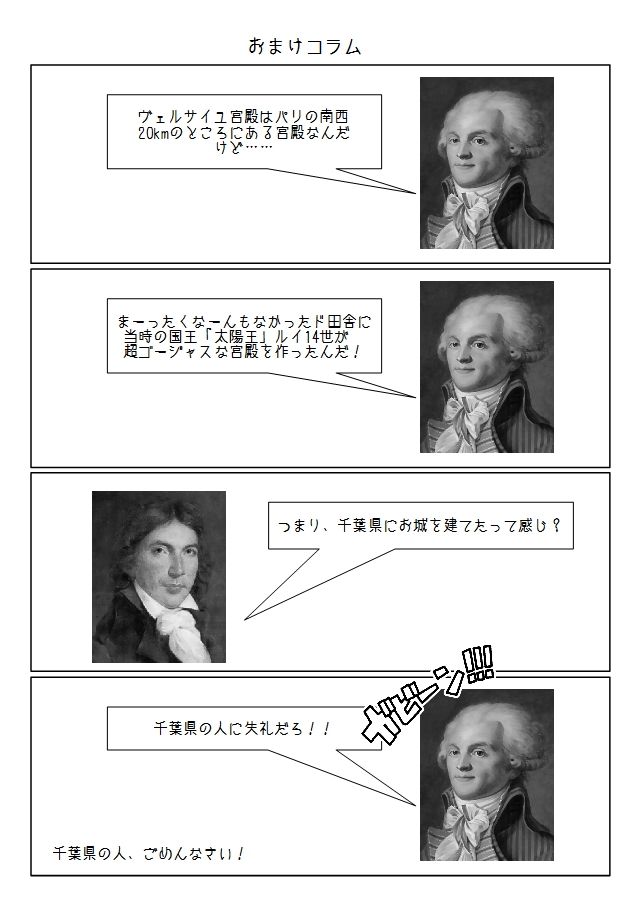 おまけコラム
ヴェルサイユ宮殿はパリの南西
20kmのところにある宮殿なんだ
けど……
まーったくなーんもなかったド田舎に
当時の国王「太陽王」ルイ14世が
超ゴージャスな宮殿を作ったんだ！
つまり、千葉県にお城を建てたって感じ？
ガビーン!!!
千葉県の人に失礼だろ！！
千葉県の人、ごめんなさい！